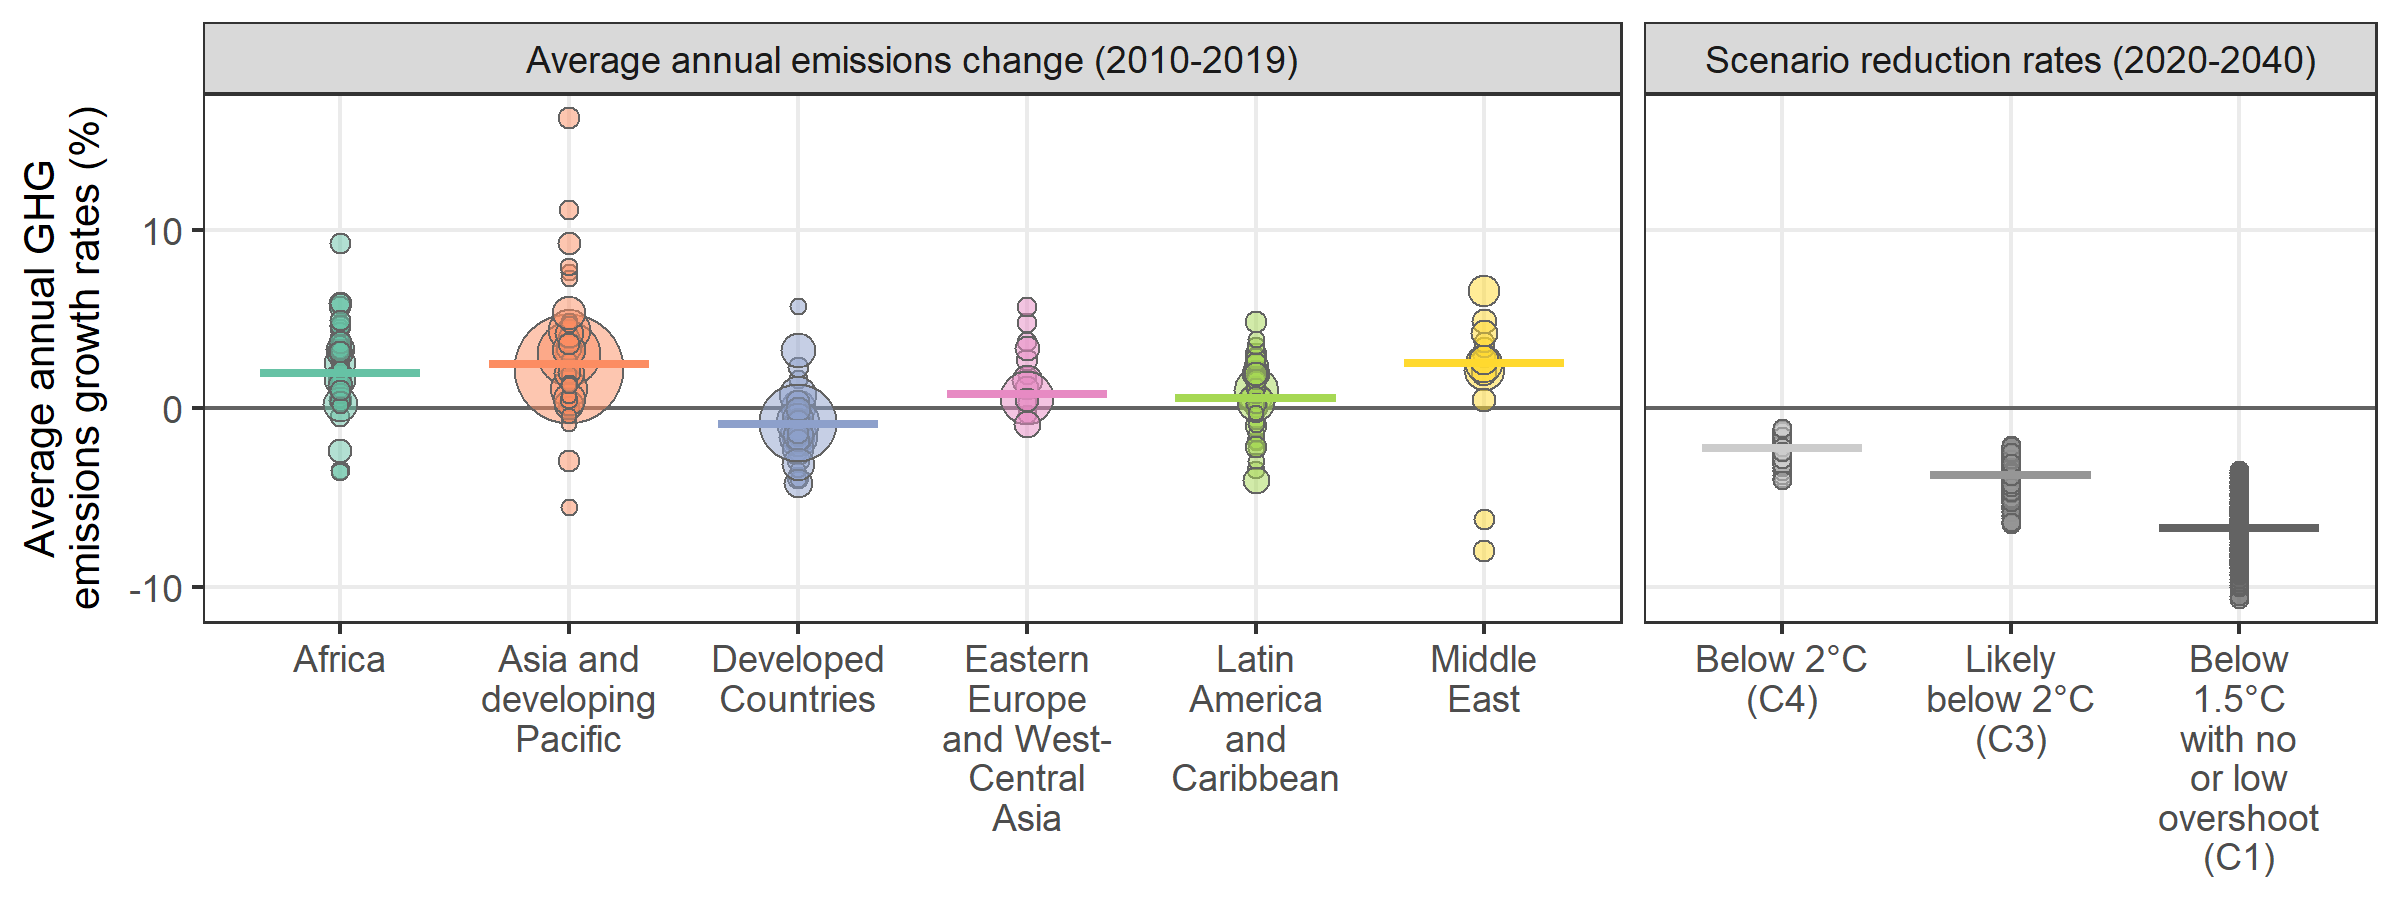 Average annual emissions change (2010-2019)
Scenario reduction rates (2020-2040)
Average annual GHG
emissions growth rates (%)
10
0
-10
Africa
Asia and
developing
Pacific
Developed
Countries
Eastern
Europe
and West-
Central
Asia
Latin
America
and
Caribbean
Middle
East
Below 2°C
(C4)
Likely
below 2°C
(C3)
Below
1.5°C
with no
or low
overshoot
(C1)